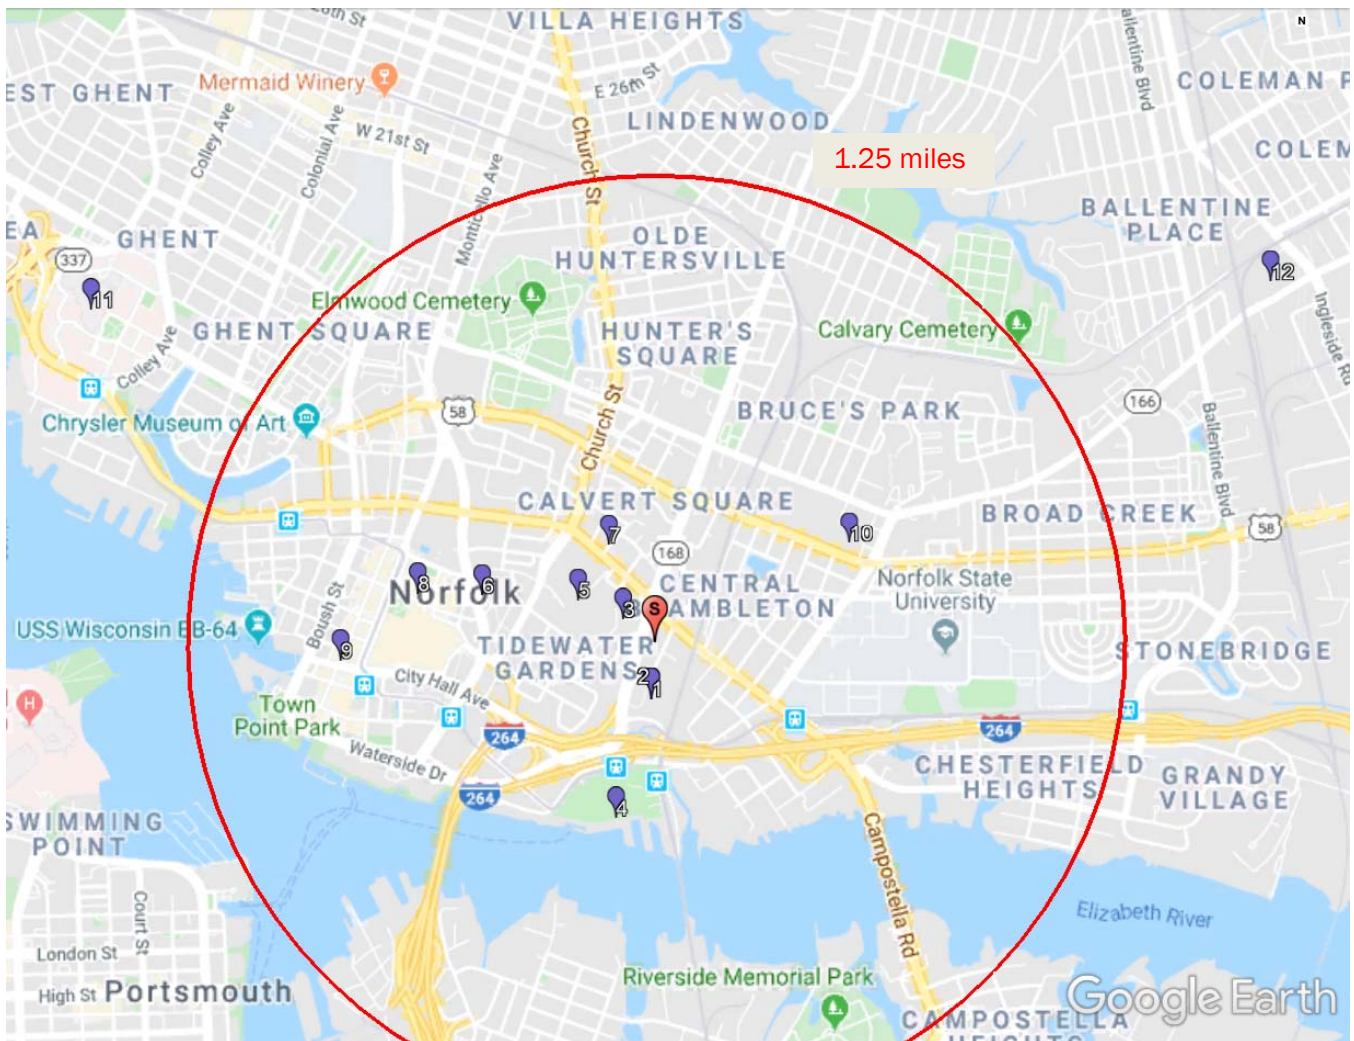 N
VILLA HEIGHTS
COLEMAN P
Mermaid Winery
E 26th St
EST GHENT
Colley Ave
Colonial Ave
W 21st St
Church St
LINDENWOOD
1.25 miles
COLEM
Monticello Ave
BALLENTINE
PLACE
EA
GHENT
337
OLDE
HUNTERSVILLE
12
11
Elmwood Cemetery
Ingleside Rd
GHENT SQUARE
HUNTER'S
SQUARE
Calvary Cemetery
Colley Ave
166
58
Chrysler Museum of Art
Church St
BRUCE'S PARK
Ballentine Blvd
CALVERT SQUARE
BROAD CREEK
58
7
10
168
8
6
5
Norfolk
3
S
CENTRAL
BRAMBLETON
Norfolk State
University
Boush St
USS Wisconsin BB-64
9
TIDEWATER
GARDENS
2
1
STONEBRIDGE
City Hall Ave
Town
Point Park
264
264
Waterside Dr
264
CHESTERFIELD
HEIGHTS
GRANDY
VILLAGE
4
H
SWIMMING
POINT
Campostella Rd
Court St
Elizabeth River
London St
High St
Portsmouth
Riverside Memorial Park
Google Earth
CAMPOSTELLA
HEIGHTS